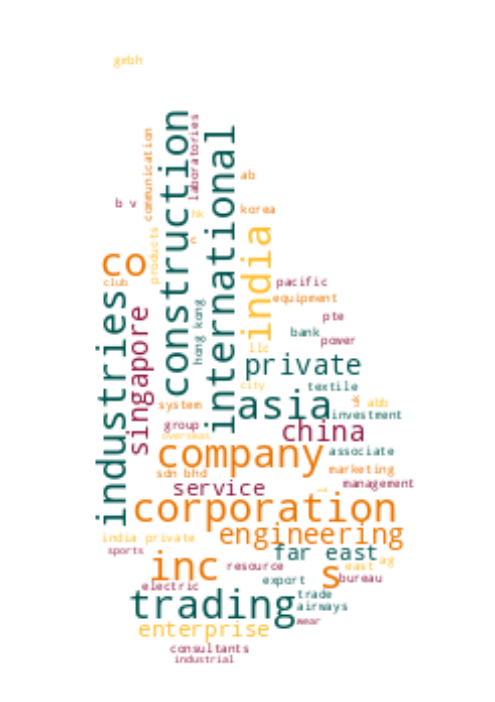 gmbh
construction
international
laboratories
communication
ab
b v
hk
korea
c
products
india
co
club
pacific
industries
equipment
singapore
hong kong
pte
bank
power
llc
private
city
textile
asia
abb
system
investment
group
china
overseas
company
associate
sdn bhd
marketing
service
management
corporation
engineering
india private
sports
far east
inc
resource
east
ag
s
export
bureau
electric
trade
trading
airways
wear
enterprise
consultants
industrial